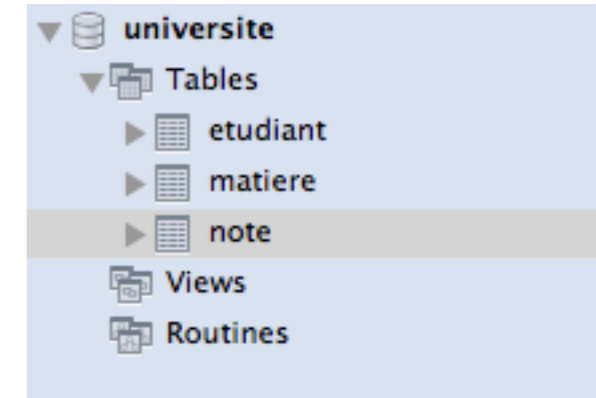 universite
Tables
etudiant
matiere
note
Views
Routines